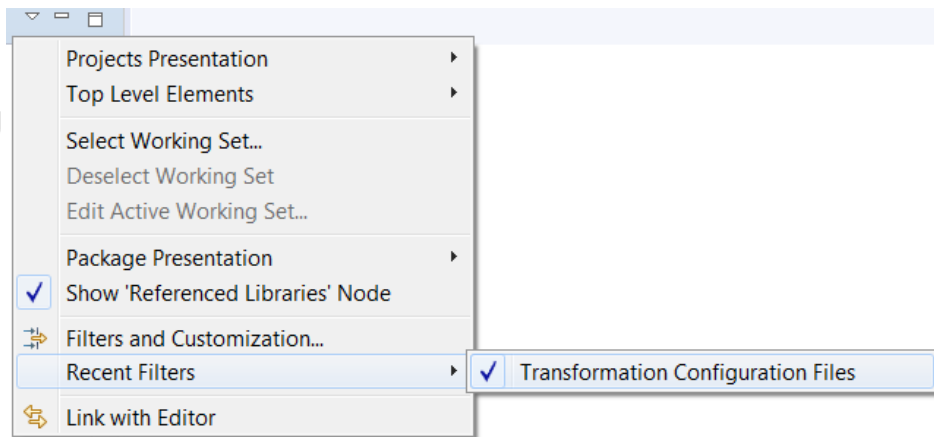 Projects Presentation
Top Level Elements
Select Working Set...
Deselect Working Set
Edit Active Working Set...
Package Presentation
Show 'Referenced Libraries' Node
Filters and Customization...
Recent Filters
Transformation Configuration Files
Link with Editor